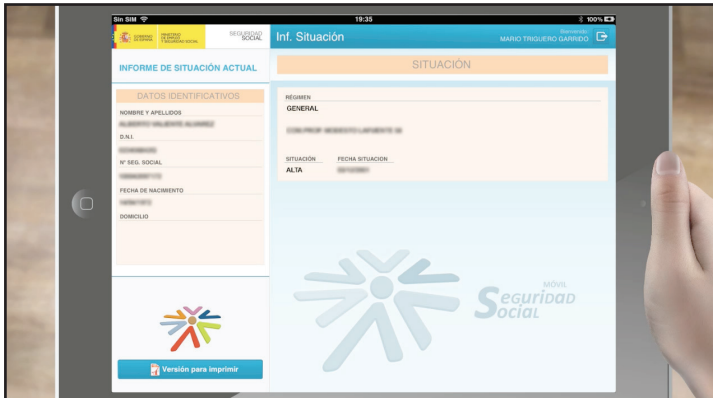 Sin SIM
19:35
100%
GOBIERNO DE ESPAÑA
MINISTERIO DE EMPLEO Y SEGURIDAD SOCIAL
SEGURIDAD
SOCIAL
Inf. Situación
Bienvenido
MARIO TRIGUERO GARRIDO
INFORME DE SITUACIÓN ACTUAL
SITUACIÓN
DATOS IDENTIFICATIVOS
NOMBRE Y APELLIDOS
D.N.I.
Nº SEG. SOCIAL
FECHA DE NACIMIENTO
DOMICILIO
RÉGIMEN
GENERAL
SITUACIÓN
FECHA SITUACION
ALTA
MÓVIL
Seguridad
Social
Versión para imprimir